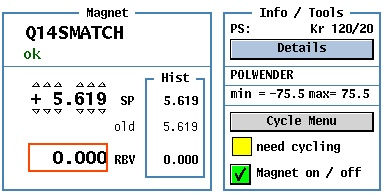 Magnet
Q14SMATCH
ok
Hist
+ 5.619 SP 5.619
old 5.619
0.000 RBV 0.000
Info / Tools
PS: Kr 120/20
Details
POLWENDER
min = -75.5 max= 75.5
Cycle Menu
need cycling
Magnet on / off